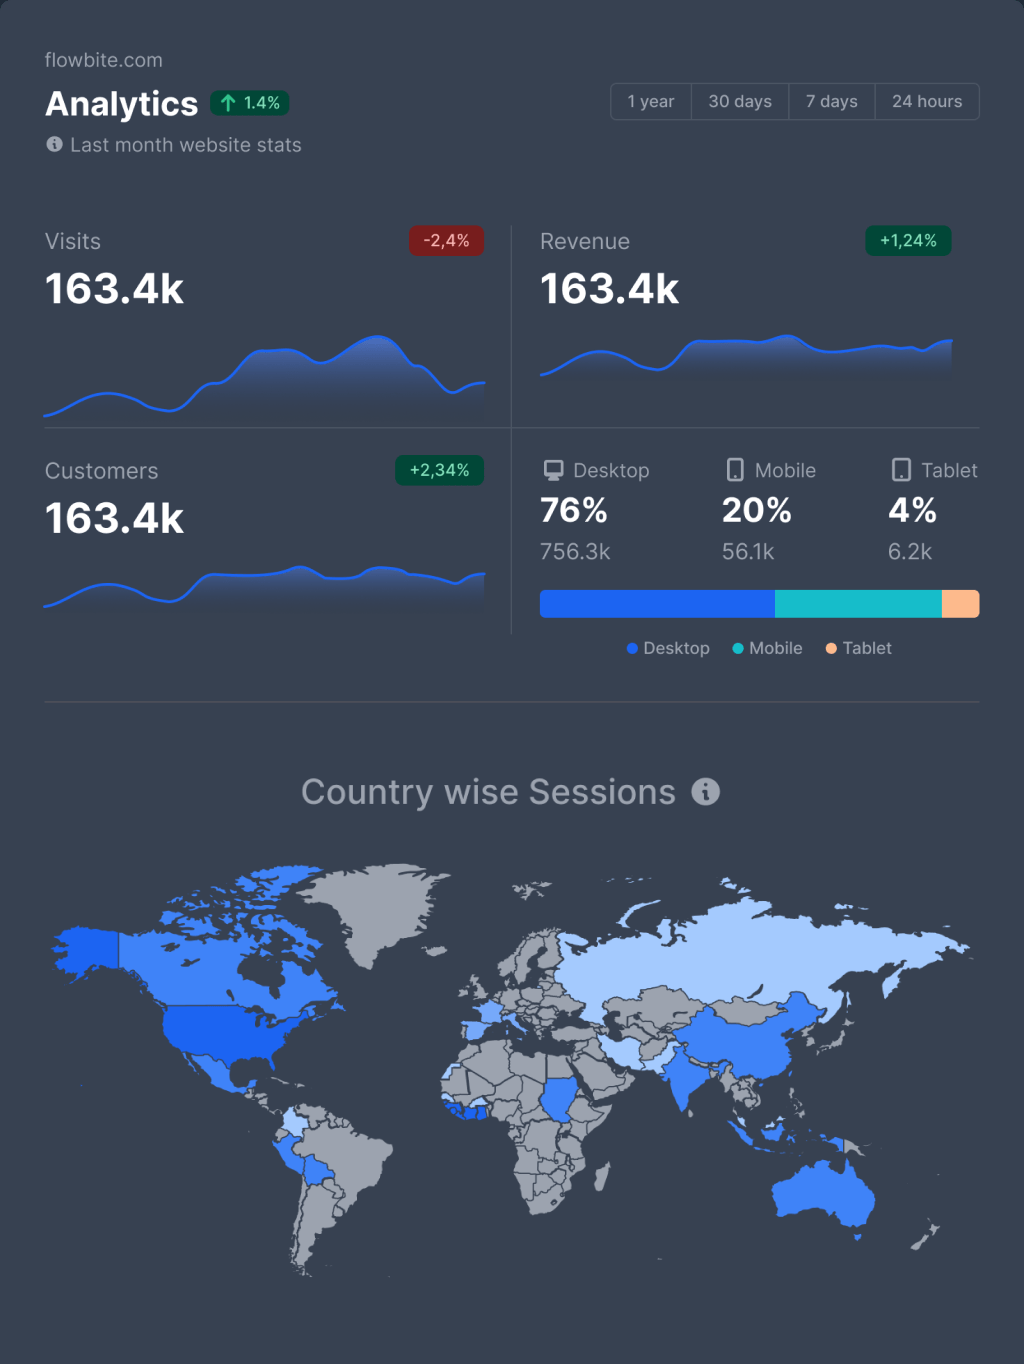 flowbite.com
Analytics 1.4%
1 year 30 days 7 days 24 hours
Last month website stats
Visits -2,4%
163.4k
Revenue +1,24%
163.4k
Customers +2,34%
163.4k
Desktop Mobile Tablet
76% 20% 4%
756.3k 56.1k 6.2k
Desktop Mobile Tablet
Country wise Sessions